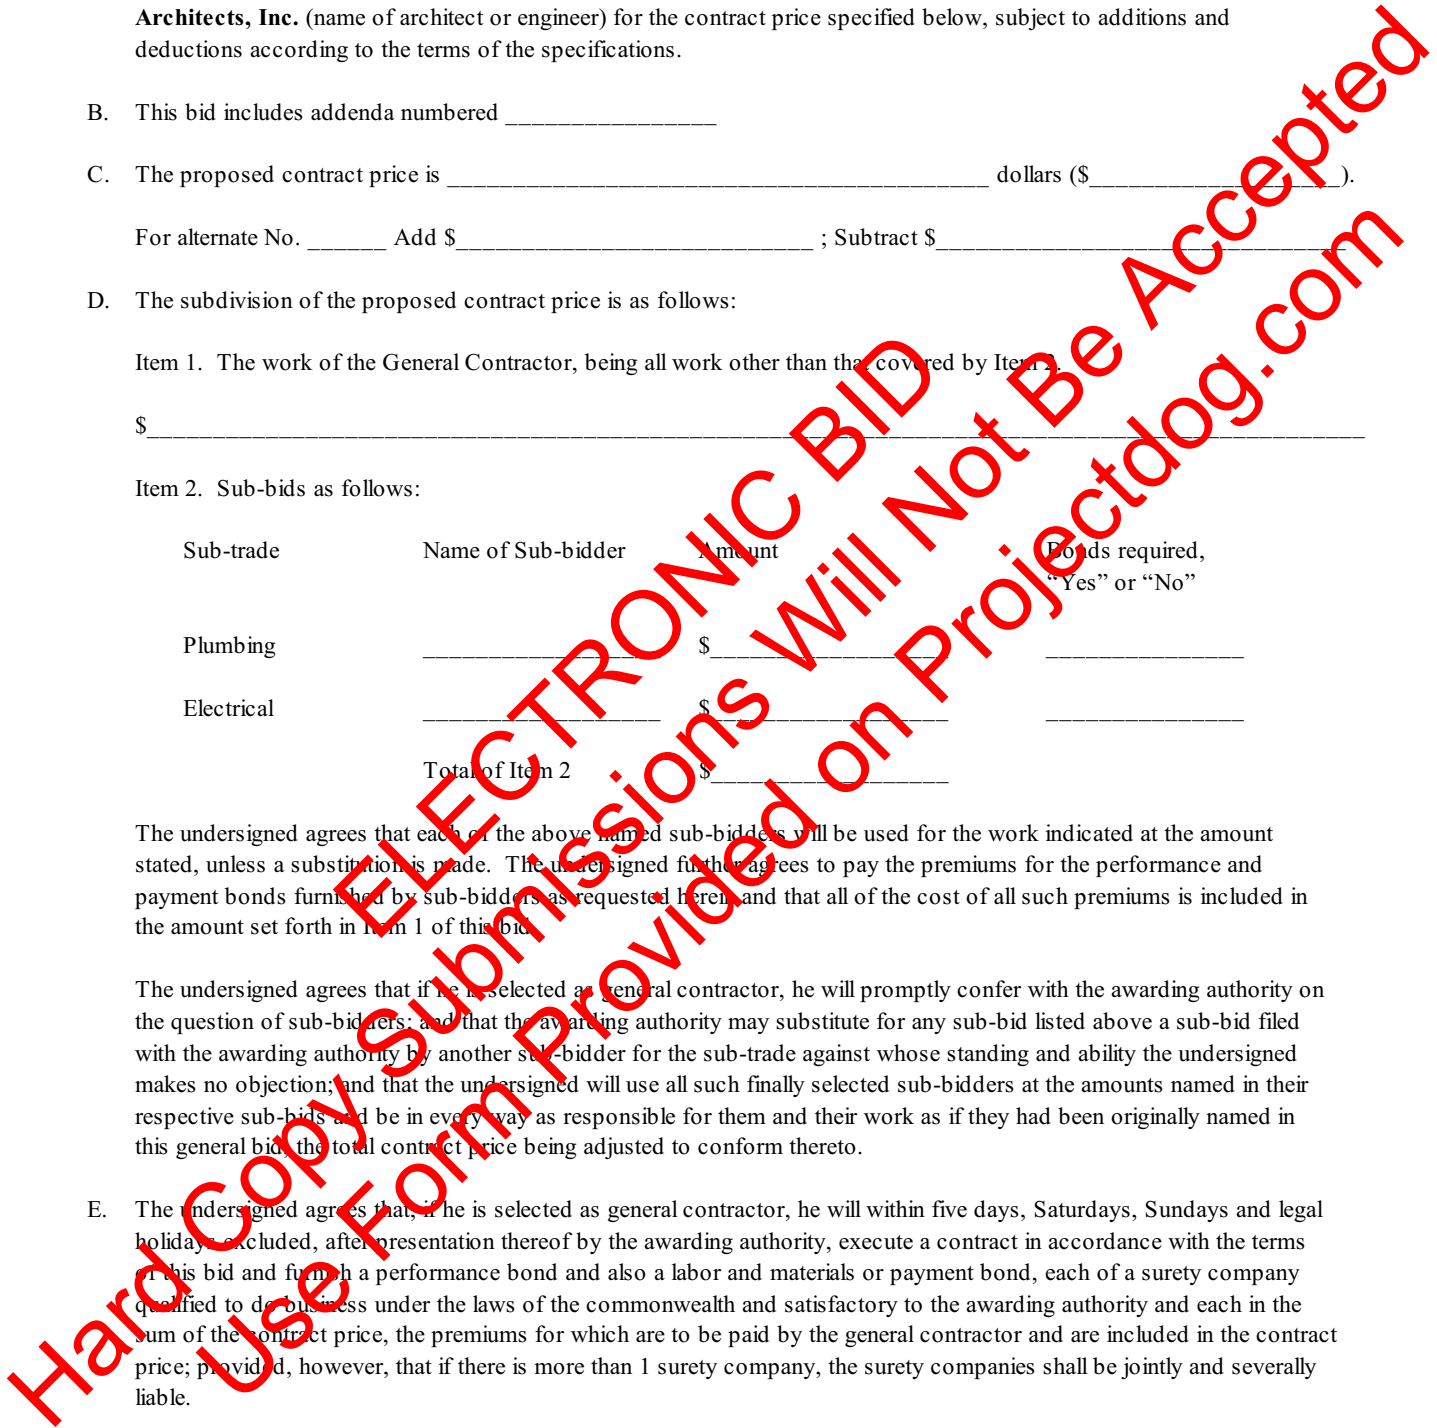 Architects, Inc. (name of architect or engineer) for the contract price specified below, subject to additions and
deductions according to the terms of the specifications.
B. This bid includes addenda numbered ________________
C. The proposed contract price is _________________________________________ dollars ($___________________).
For alternate No. ______ Add $___________________________ ; Subtract $_______________________________
D. The subdivision of the proposed contract price is as follows:
Item 1. The work of the General Contractor, being all work other than that covered by Item 2.
$____________________________________________________________________________________________
Item 2. Sub-bids as follows:
Sub-trade Name of Sub-bidder Amount Bonds required,
“Yes” or “No”
Plumbing __________________ $__________________ _______________
Electrical __________________ $__________________ _______________
Total of Item 2 $__________________
The undersigned agrees that each of the above named sub-bidders will be used for the work indicated at the amount
stated, unless a substitution is made. The undersigned further agrees to pay the premiums for the performance and
payment bonds furnished by sub-bidders as requested herein and that all of the cost of all such premiums is included in
the amount set forth in Item 1 of this bid.
The undersigned agrees that if he is selected as general contractor, he will promptly confer with the awarding authority on
the question of sub-bidders; and that the awarding authority may substitute for any sub-bid listed above a sub-bid filed
with the awarding authority by another sub-bidder for the sub-trade against whose standing and ability the undersigned
makes no objection; and that the undersigned will use all such finally selected sub-bidders at the amounts named in their
respective sub-bids and be in every way as responsible for them and their work as if they had been originally named in
this general bid, the total contract price being adjusted to conform thereto.
E. The undersigned agrees that, if he is selected as general contractor, he will within five days, Saturdays, Sundays and legal
holidays excluded, after presentation thereof by the awarding authority, execute a contract in accordance with the terms
of this bid and furnish a performance bond and also a labor and materials or payment bond, each of a surety company
qualified to do business under the laws of the commonwealth and satisfactory to the awarding authority and each in the
sum of the contract price, the premiums for which are to be paid by the general contractor and are included in the contract
price; provided, however, that if there is more than 1 surety company, the surety companies shall be jointly and severally
liable.
ELECTRONIC BID
Hard Copy Submissions Will Not Be Accepted
Use Form Provided on Projectdog.com